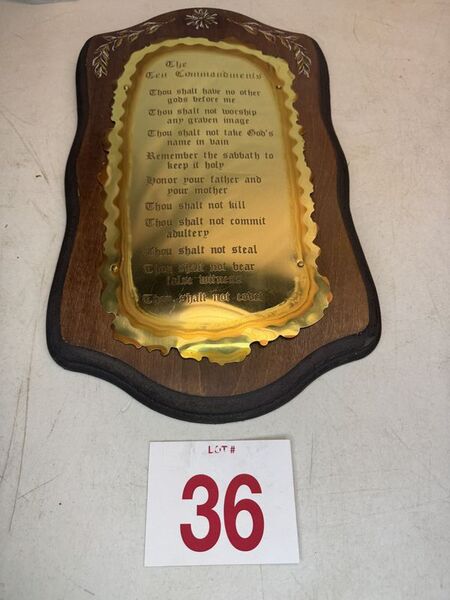 The
Ten Commandments
Thou shalt have no other
gods before me
Thou shalt not worship
any graven image
Thou shalt not take God's
name in vain
Remember the sabbath to
keep it holy
Honor your father and
your mother
Thou shalt not kill
Thou shalt not commit
adultery
Thou shalt not steal
Thou shalt not bear
false witness
Thou shalt not covet
LOT #
36